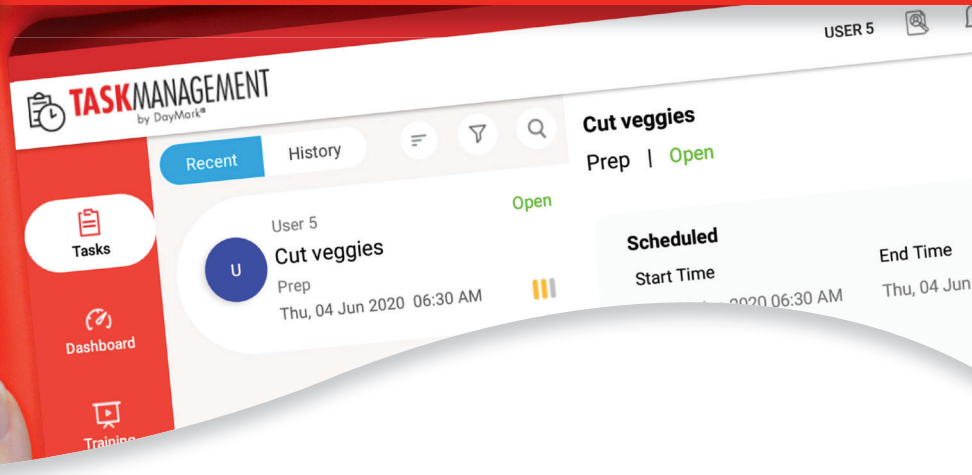 USER 5
TASKMANAGEMENT
by DayMark®
Recent
History
Tasks
Dashboard
Training
User 5
Open
U
Cut veggies
Prep
Thu, 04 Jun 2020 06:30 AM
Cut veggies
Prep | Open
Scheduled
Start Time
2020 06:30 AM
End Time
Thu, 04 Jun